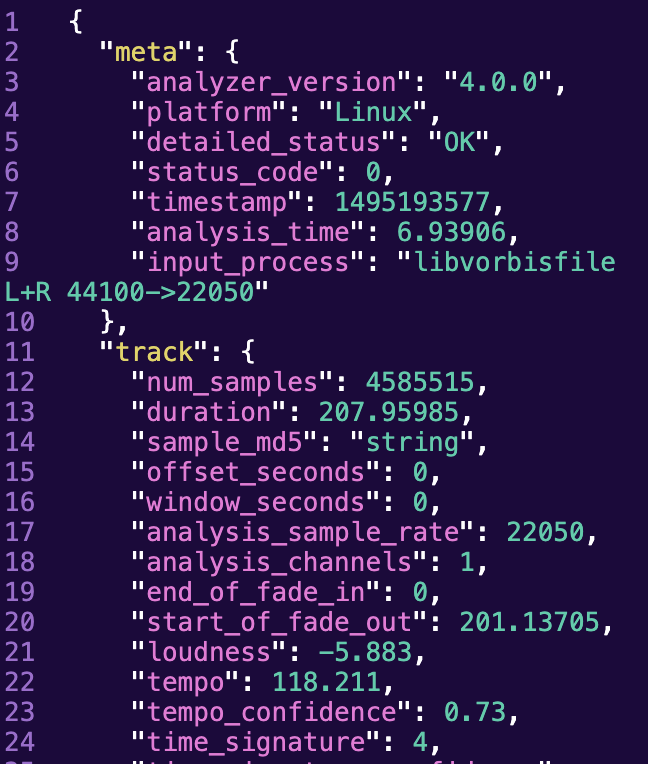 1 {
2 "meta": {
3 "analyzer_version": "4.0.0",
4 "platform": "Linux",
5 "detailed_status": "OK",
6 "status_code": 0,
7 "timestamp": 1495193577,
8 "analysis_time": 6.93906,
9 "input_process": "libvorbisfile
L+R 44100->22050"
10 },
11 "track": {
12 "num_samples": 4585515,
13 "duration": 207.95985,
14 "sample_md5": "string",
15 "offset_seconds": 0,
16 "window_seconds": 0,
17 "analysis_sample_rate": 22050,
18 "analysis_channels": 1,
19 "end_of_fade_in": 0,
20 "start_of_fade_out": 201.13705,
21 "loudness": -5.883,
22 "tempo": 118.211,
23 "tempo_confidence": 0.73,
24 "time_signature": 4,